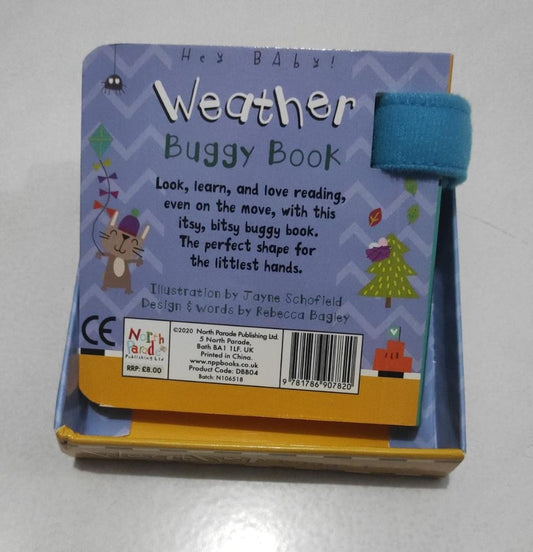 Hey BAby!
Weather
Buggy Book
Look, learn, and love reading,
even on the move, with this
itsy, bitsy buggy book.
The perfect shape for
the littlest hands.
Illustration by Jayne Schofield
Design & Words by Rebecca Bagley
CE
North
Parade
Publishing Ltd.
RRP: £8.00
©2020 North Parade Publishing Ltd.
5 North Parade,
Bath BA1 1LF. UK
Printed in China.
www.nppbooks.co.uk
Product Code: DBB04
Batch: N106518
9 781786 907820